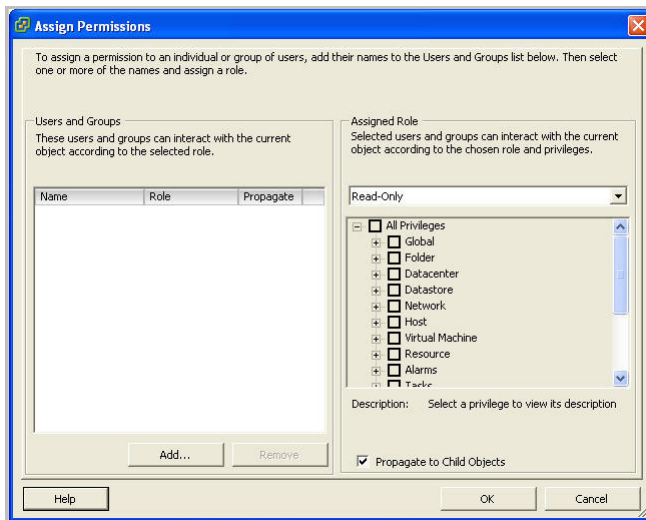 Assign Permissions
To assign a permission to an individual or group of users, add their names to the Users and Groups list below. Then select
one or more of the names and assign a role.
Users and Groups
These users and groups can interact with the current
object according to the selected role.
Name Role Propagate
Add...
Remove
Assigned Role
Selected users and groups can interact with the current
object according to the chosen role and privileges.
Read-Only
All Privileges
Global
Folder
Datacenter
Datastore
Network
Host
Virtual Machine
Resource
Alarms
Tasks
Description: Select a privilege to view its description
Propagate to Child Objects
Help
OK
Cancel